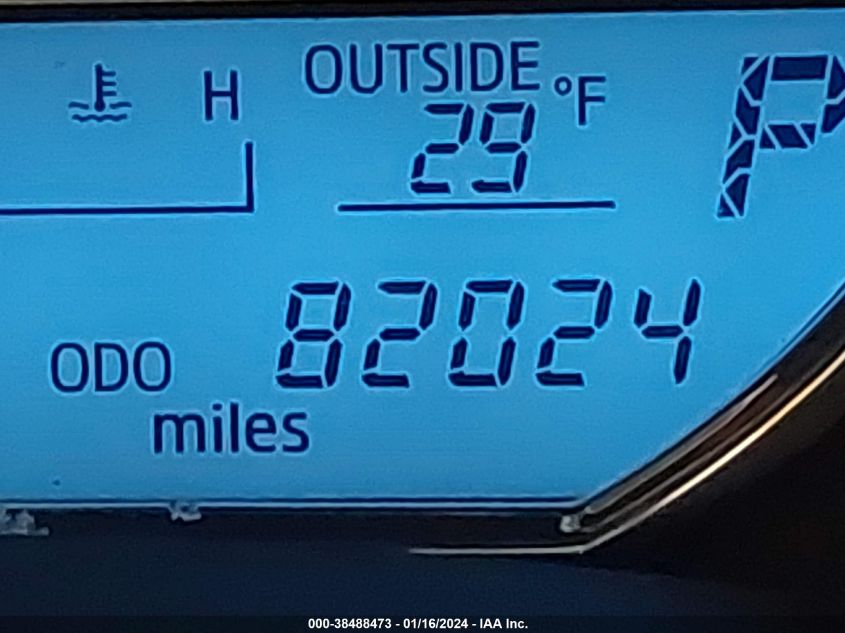 H
OUTSIDE
°F
29
P
82024
ODO
miles
000-38488473 - 01/16/2024 - IAA Inc.